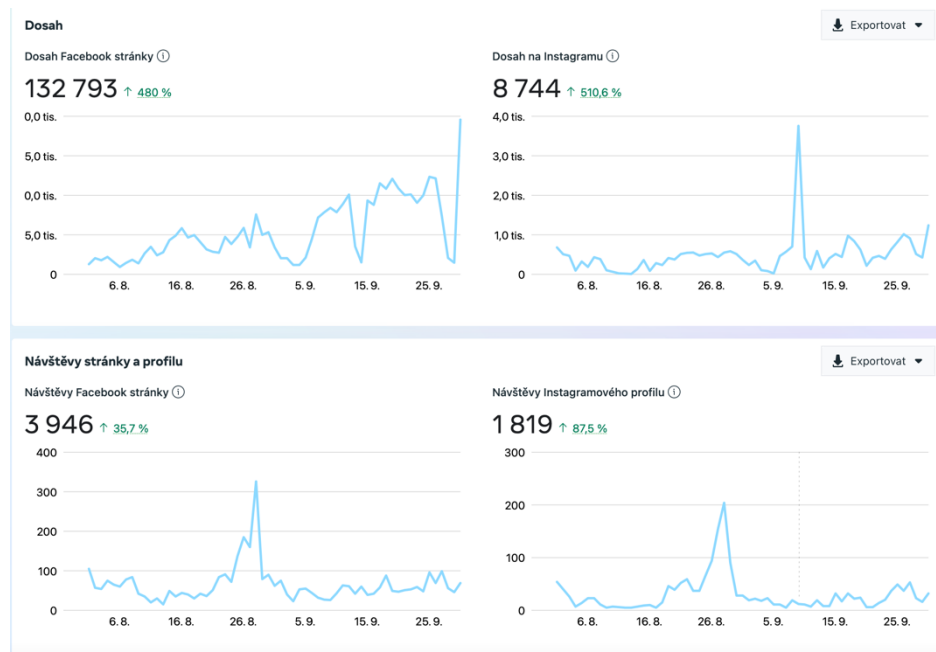 Dosah
Exportovat
Dosah Facebook stránky
132 793 ↑ 480 %
0,0 tis.
5,0 tis.
0,0 tis.
5,0 tis.
0
6. 8. 16. 8. 26. 8. 5. 9. 15. 9. 25. 9.
Dosah na Instagramu
8 744 ↑ 510,6 %
4,0 tis.
3,0 tis.
2,0 tis.
1,0 tis.
0
6. 8. 16. 8. 26. 8. 5. 9. 15. 9. 25. 9.
Návštěvy stránky a profilu
Exportovat
Návštěvy Facebook stránky
3 946 ↑ 35,7 %
400
300
200
100
0
6. 8. 16. 8. 26. 8. 5. 9. 15. 9. 25. 9.
Návštěvy Instagramového profilu
1 819 ↑ 87,5 %
300
200
100
0
6. 8. 16. 8. 26. 8. 5. 9. 15. 9. 25. 9.